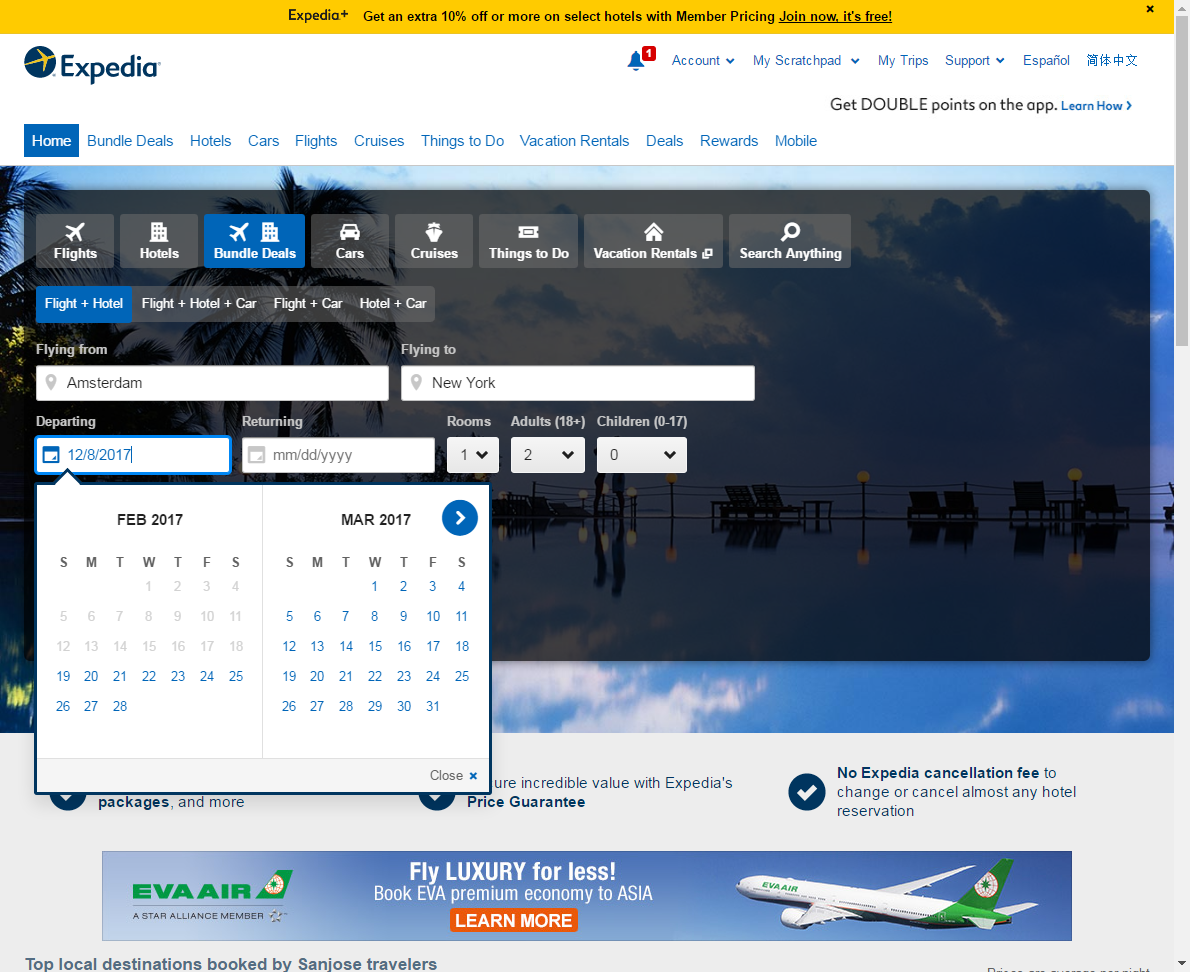 Expedia+ Get an extra 10% off or more on select hotels with Member Pricing Join now, it's free!
Expedia
1 Account My Scratchpad My Trips Support Español 简体中文
Get DOUBLE points on the app. Learn How
Home Bundle Deals Hotels Cars Flights Cruises Things to Do Vacation Rentals Deals Rewards Mobile
Flights Hotels Bundle Deals Cars Cruises Things to Do Vacation Rentals Search Anything
Flight + Hotel Flight + Hotel + Car Flight + Car Hotel + Car
Flying from Flying to
Amsterdam New York
Departing Returning Rooms Adults (18+) Children (0-17)
12/8/2017 mm/dd/yyyy 1 2 0
FEB 2017 MAR 2017
S M T W T F S S M T W T F S
1 2 3 4 1 2 3 4
5 6 7 8 9 10 11 5 6 7 8 9 10 11
12 13 14 15 16 17 18 12 13 14 15 16 17 18
19 20 21 22 23 24 25 19 20 21 22 23 24 25
26 27 28 26 27 28 29 30 31
Close
packages, and more
ure incredible value with Expedia's
Price Guarantee
No Expedia cancellation fee to
change or cancel almost any hotel
reservation
EVA AIR
A STAR ALLIANCE MEMBER
Fly LUXURY for less!
Book EVA premium economy to ASIA
LEARN MORE
EVA AIR
Top local destinations booked by Sanjose travelers
Prices are average per night